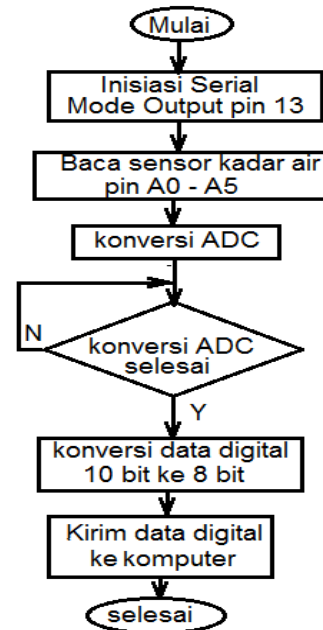 Mulai
Inisiasi Serial
Mode Output pin 13
Baca sensor kadar air
pin A0 - A5
konversi ADC
N
konversi ADC
selesai
Y
konversi data digital
10 bit ke 8 bit
Kirim data digital
ke komputer
selesai